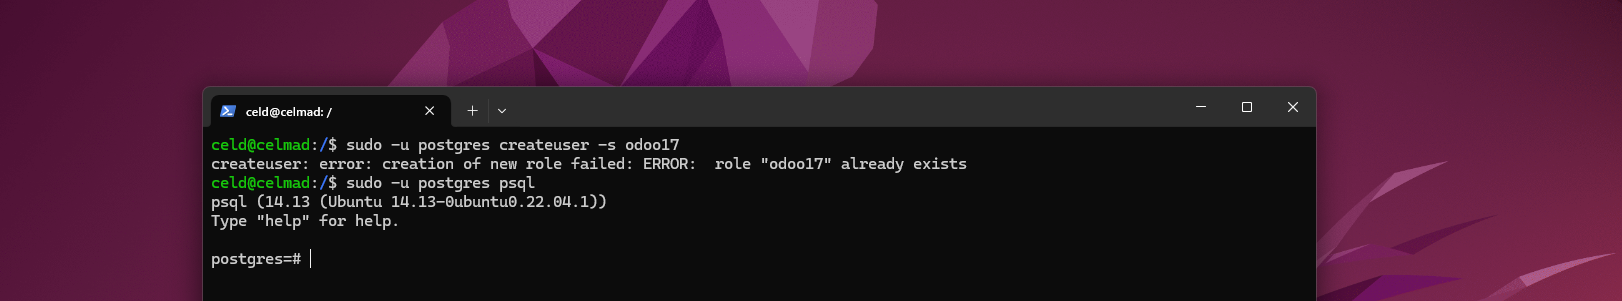 celd@celmad: /
celd@celmad:/$ sudo -u postgres createuser -s odoo17
createuser: error: creation of new role failed: ERROR:  role "odoo17" already exists
celd@celmad:/$ sudo -u postgres psql
psql (14.13 (Ubuntu 14.13-0ubuntu0.22.04.1))
Type "help" for help.
postgres=#